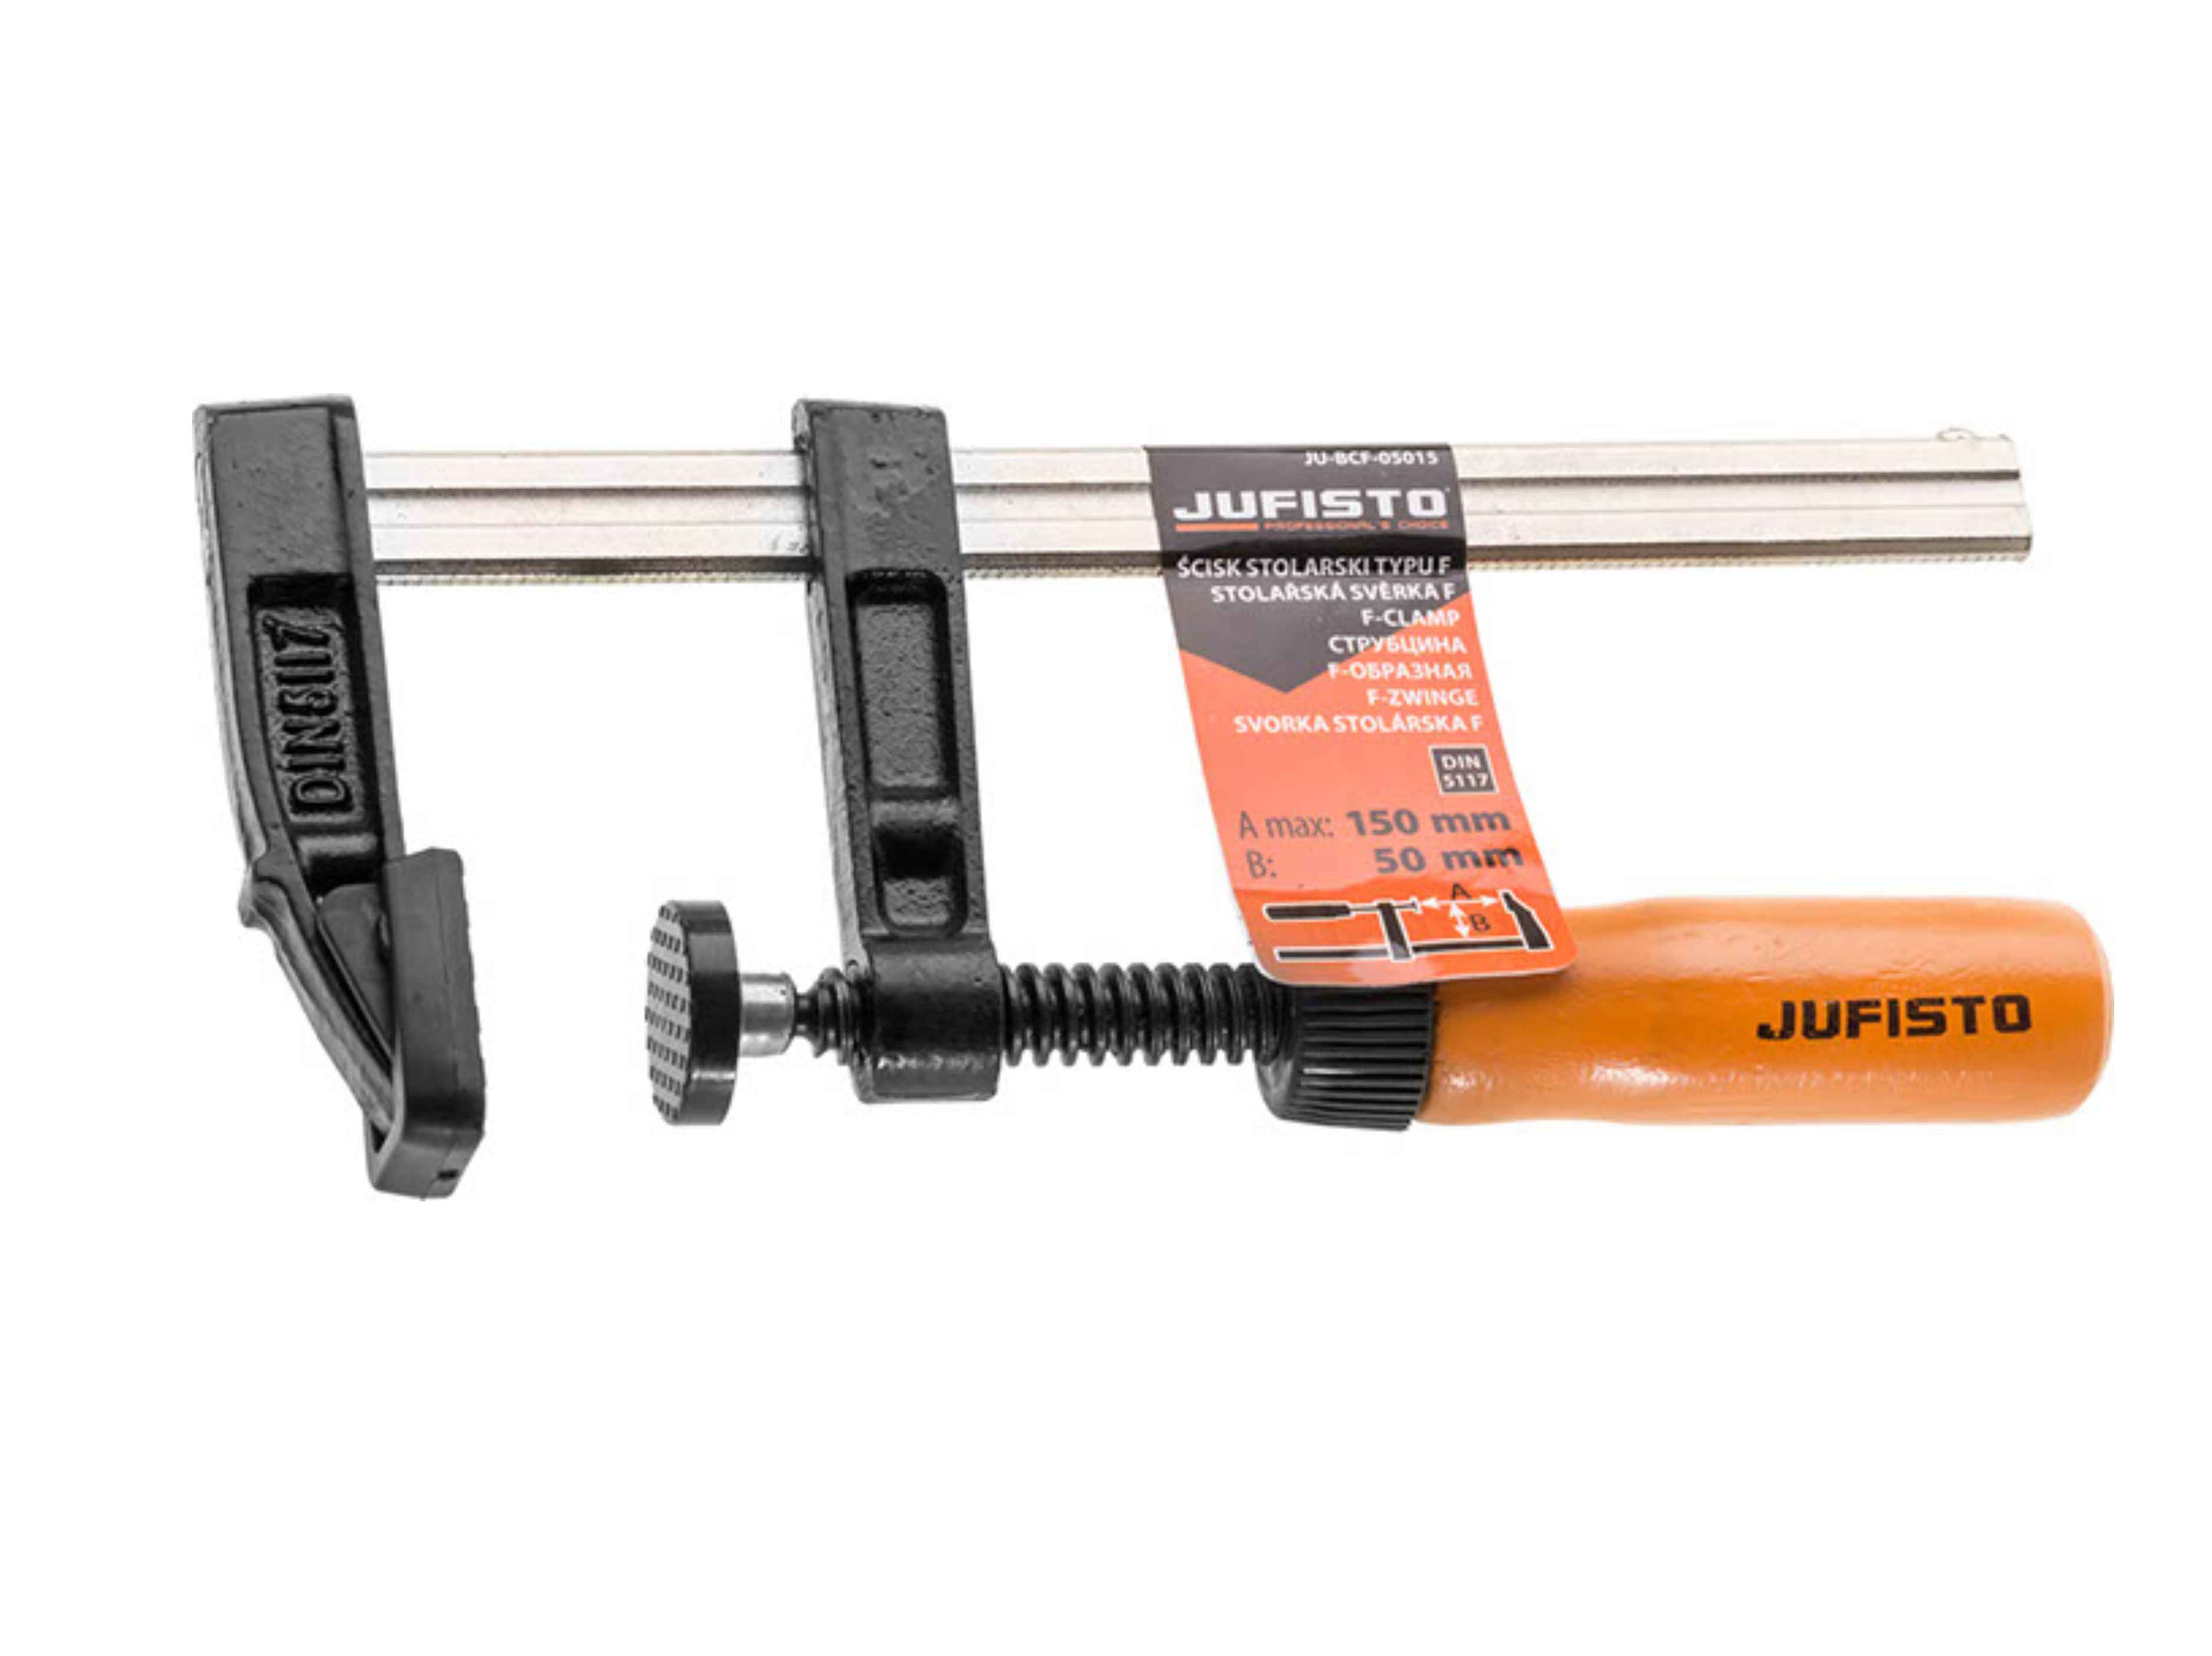 JU-BCF-05015
JUFISTO
PROFESSIONAL'S CHOICE
ŚCISK STOLARSKI TYPU F
STOLAŘSKÁ SVĚRKA F
F-CLAMP
СТРУБЦИНА
F-ОБРАЗНАЯ
F-ZWINGE
SVORKA STOLÁRSKA F
DIN
5117
A max: 150 mm
B: 50 mm
A
B
DIN5117
JUFISTO